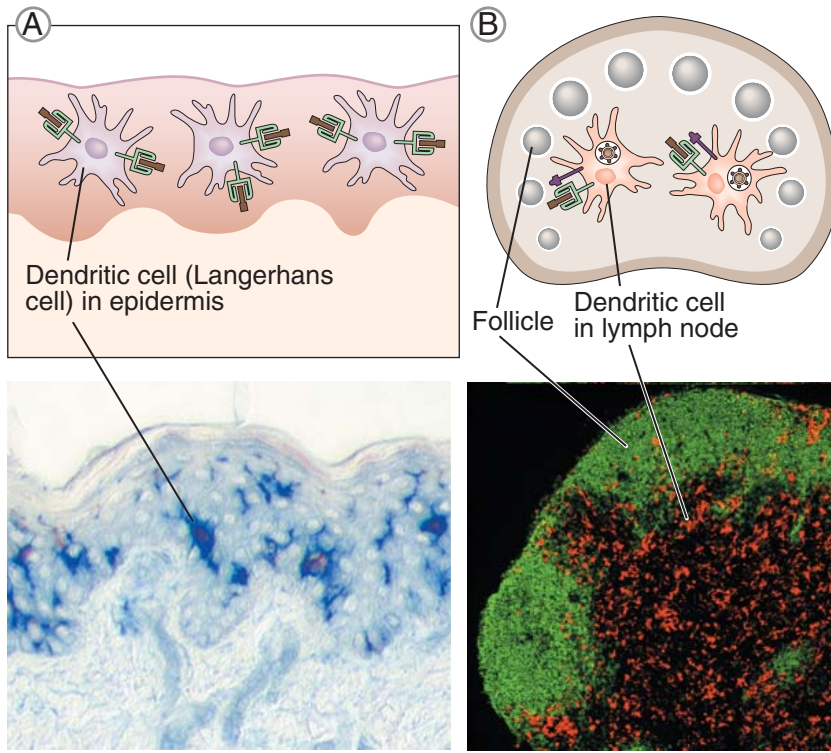 A
B
Dendritic cell (Langerhans
cell) in epidermis
Follicle
Dendritic cell
in lymph node